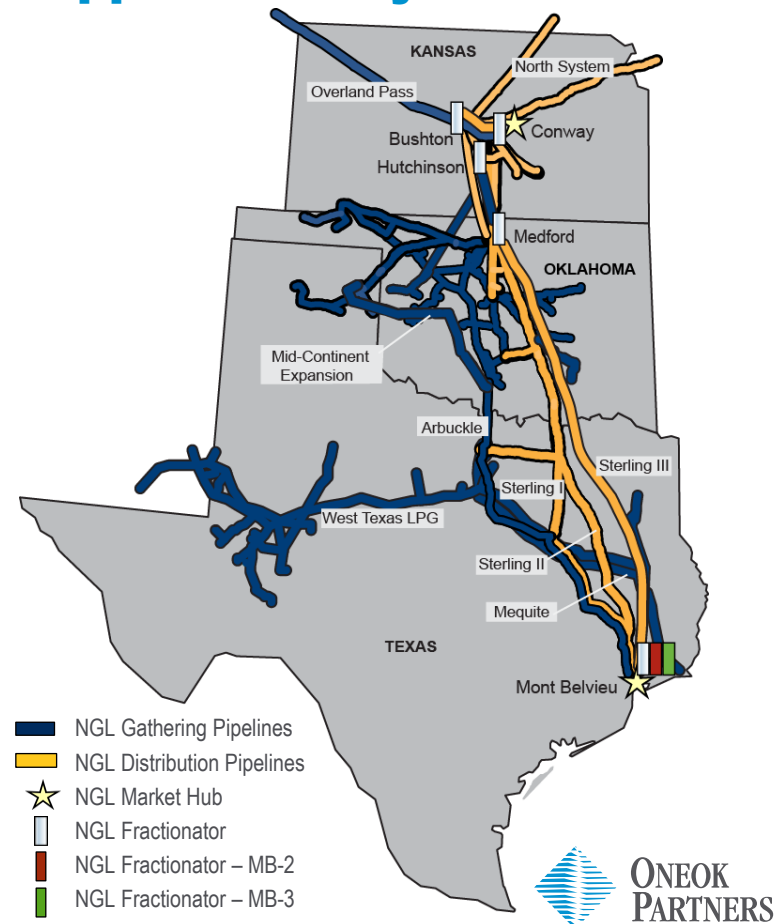 KANSAS
North System
Overland Pass
Bushton
Conway
Hutchinson
Medford
OKLAHOMA
Mid-Continent
Expansion
Arbuckle
Sterling III
Sterling I
West Texas LPG
Sterling II
Mequite
TEXAS
Mont Belvieu
NGL Gathering Pipelines
NGL Distribution Pipelines
NGL Market Hub
NGL Fractionator
NGL Fractionator – MB-2
NGL Fractionator – MB-3
ONEOK
PARTNERS